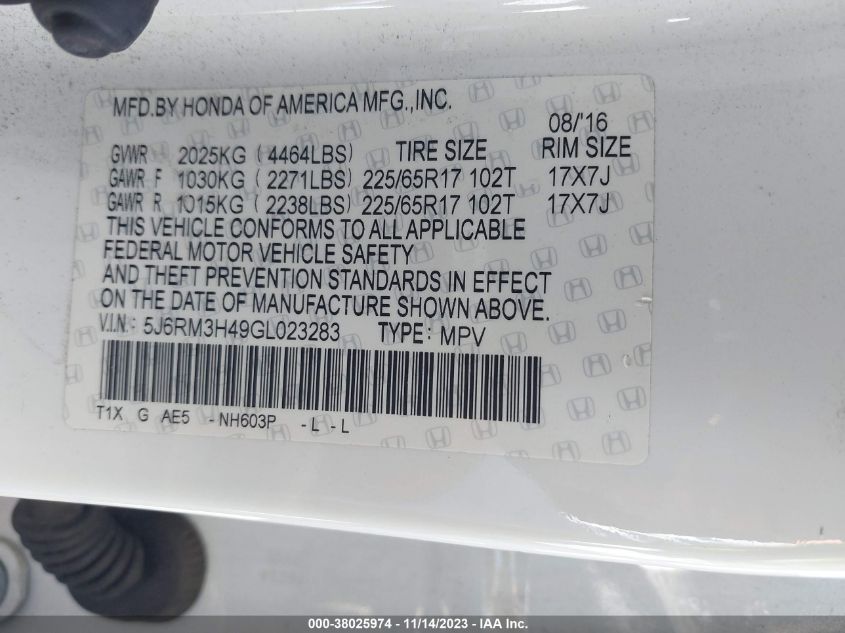 MFD.BY HONDA OF AMERICA MFG.,INC.
08/'16
GVWR 2025KG (4464LBS) TIRE SIZE RIM SIZE
GAWR F 1030KG (2271LBS) 225/65R17 102T 17X7J
GAWR R 1015KG (2238LBS) 225/65R17 102T 17X7J
THIS VEHICLE CONFORMS TO ALL APPLICABLE
FEDERAL MOTOR VEHICLE SAFETY
AND THEFT PREVENTION STANDARDS IN EFFECT
ON THE DATE OF MANUFACTURE SHOWN ABOVE.
V.I.N.: 5J6RM3H49GL023283 TYPE: MPV
T1X G AE5 -NH603P -L -L
000-38025974 - 11/14/2023 - IAA Inc.